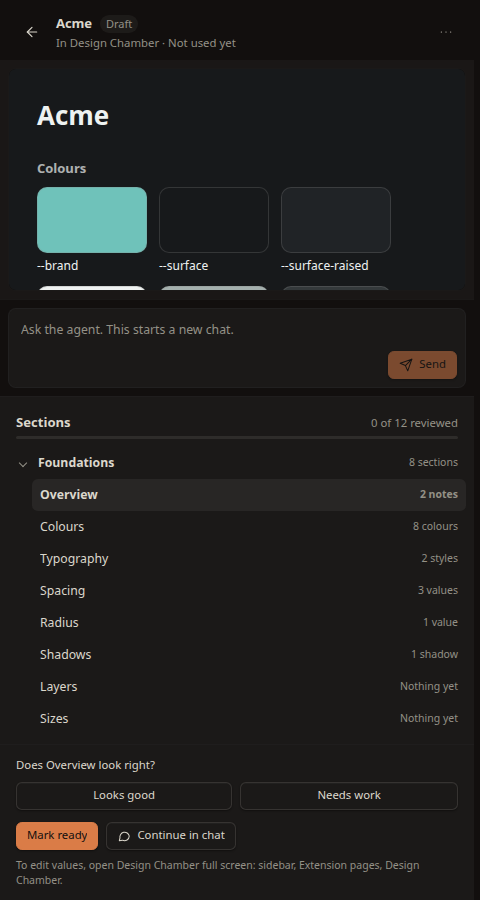 Acme Draft
In Design Chamber · Not used yet
...
Acme
Colours
--brand --surface --surface-raised
Ask the agent. This starts a new chat.
Send
Sections 0 of 12 reviewed
Foundations 8 sections
Overview 2 notes
Colours 8 colours
Typography 2 styles
Spacing 3 values
Radius 1 value
Shadows 1 shadow
Layers Nothing yet
Sizes Nothing yet
Does Overview look right?
Looks good Needs work
Mark ready Continue in chat
To edit values, open Design Chamber full screen: sidebar, Extension pages, Design
Chamber.